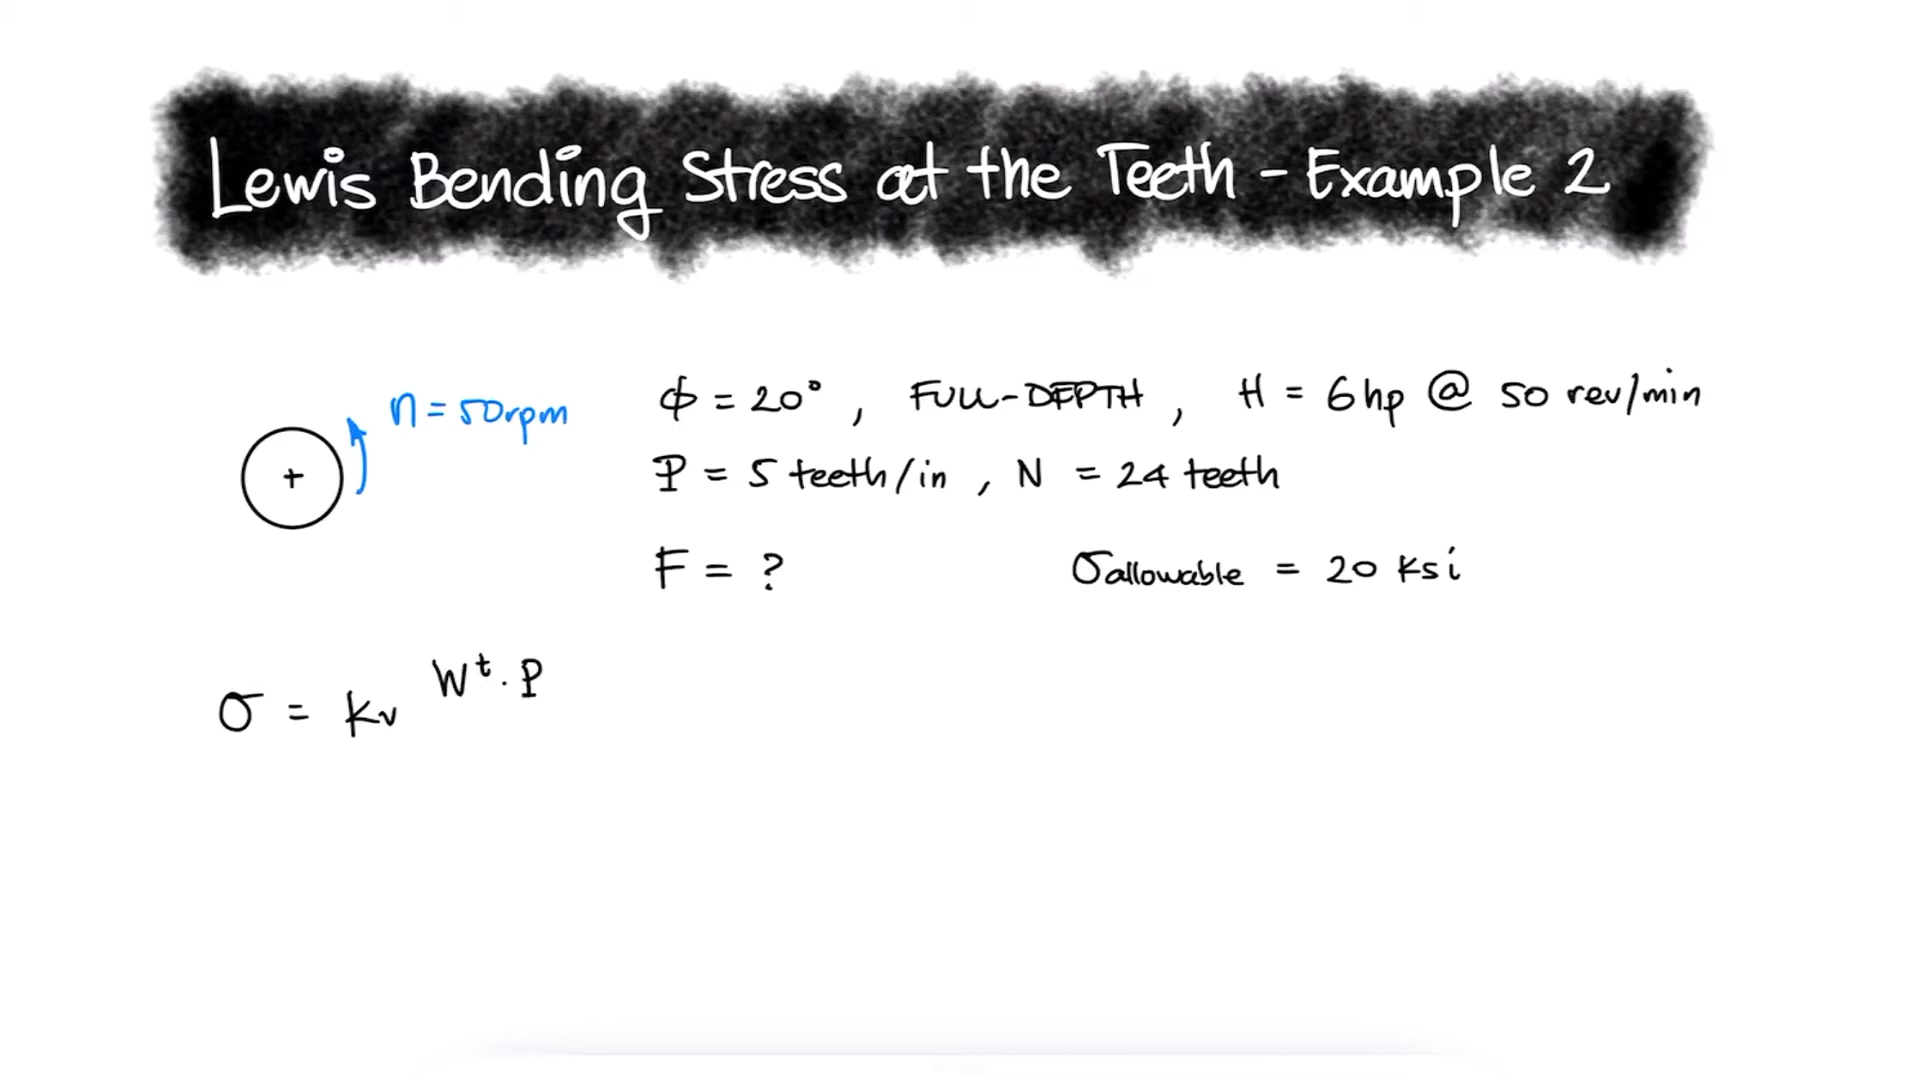 Lewis Bending Stress at the Teeth - Example 2
n = 50rpm
ϕ = 20° , FULL-DEPTH , H = 6hp @ 50 rev/min
P = 5 teeth/in , N = 24 teeth
+
F = ? σallowable = 20 ksi
σ = Kv Wᵗ · P